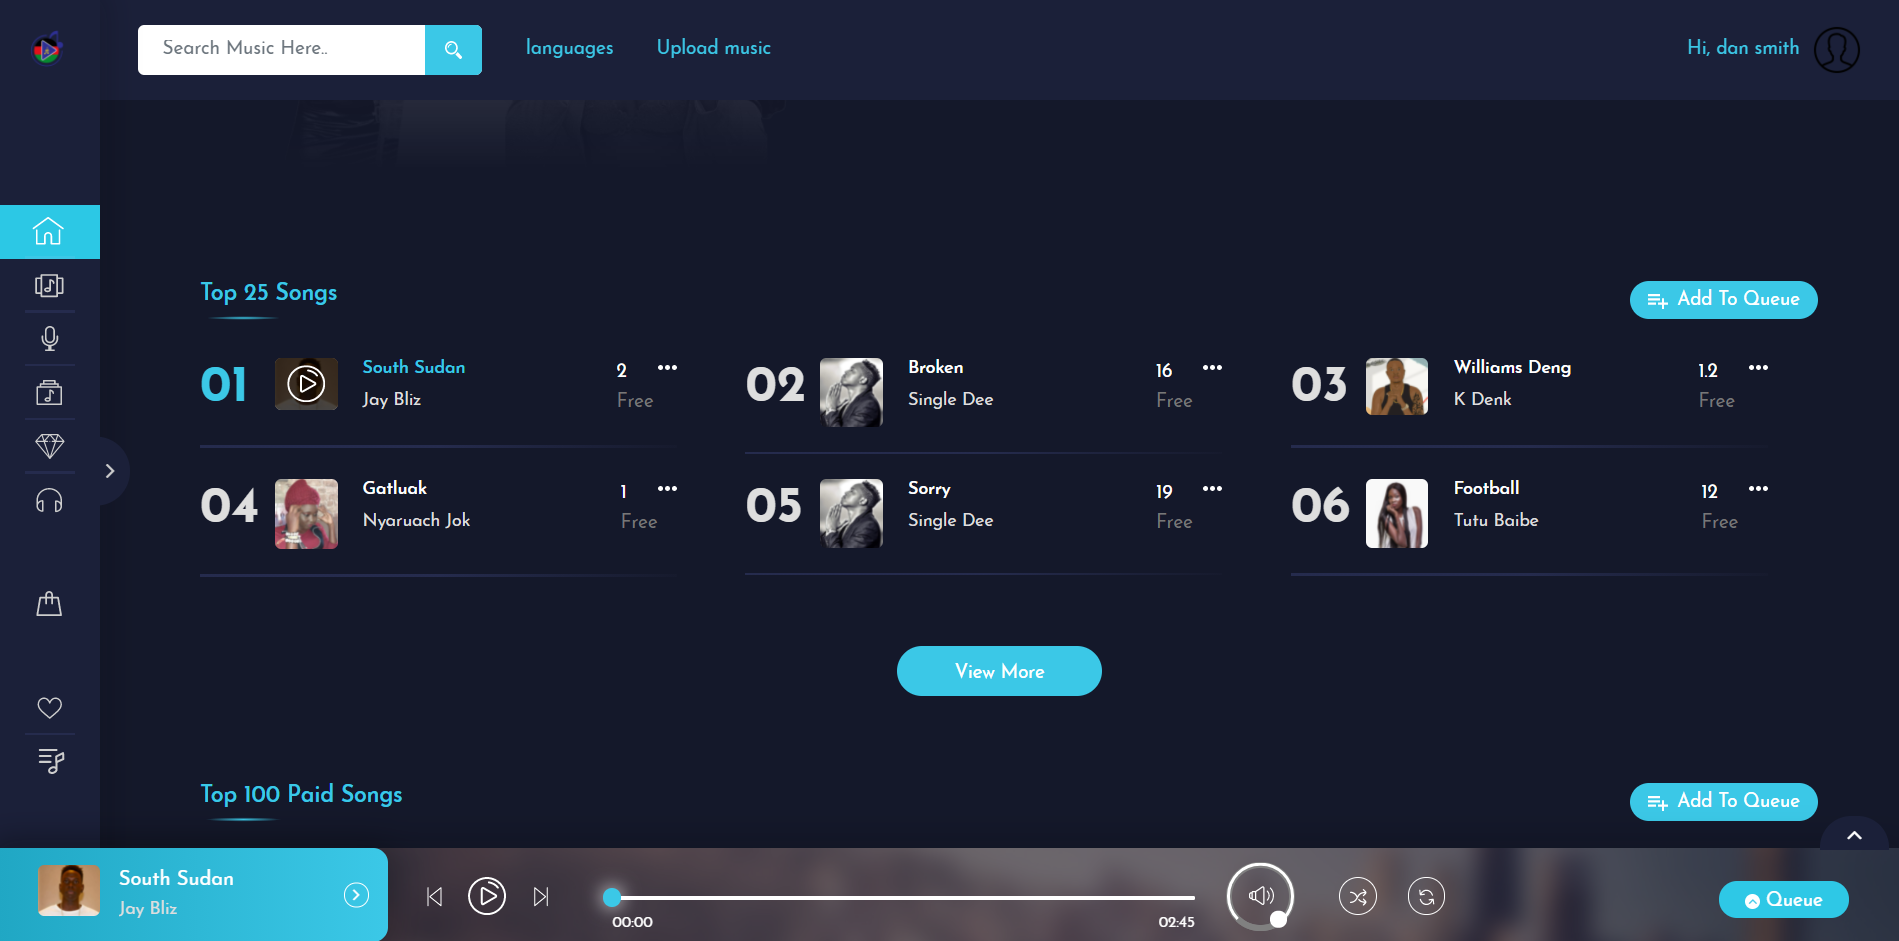 Search Music Here..
languages
Upload music
Hi, dan smith
Top 25 Songs
Add To Queue
01
South Sudan
Jay Bliz
2
Free
02
Broken
Single Dee
16
Free
03
Williams Deng
K Denk
1.2
Free
04
Gatluak
Nyaruach Jok
1
Free
05
Sorry
Single Dee
19
Free
06
Football
Tutu Baibe
12
Free
View More
Top 100 Paid Songs
Add To Queue
South Sudan
Jay Bliz
00:00
02:45
Queue